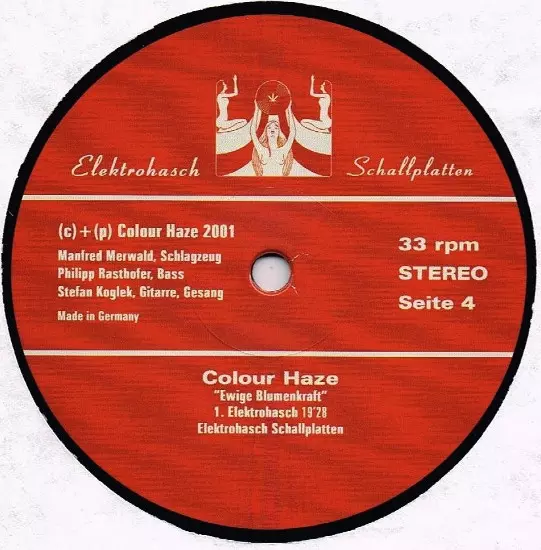 Elektrohasch Schallplatten
(c) + (p) Colour Haze 2001
Manfred Merwald, Schlagzeug
Philipp Rasthofer, Bass
Stefan Koglek, Gitarre, Gesang
Made in Germany
33 rpm
STEREO
Seite 4
Colour Haze
"Ewige Blumenkraft"
1. Elektrohasch 19'28
Elektrohasch Schallplatten